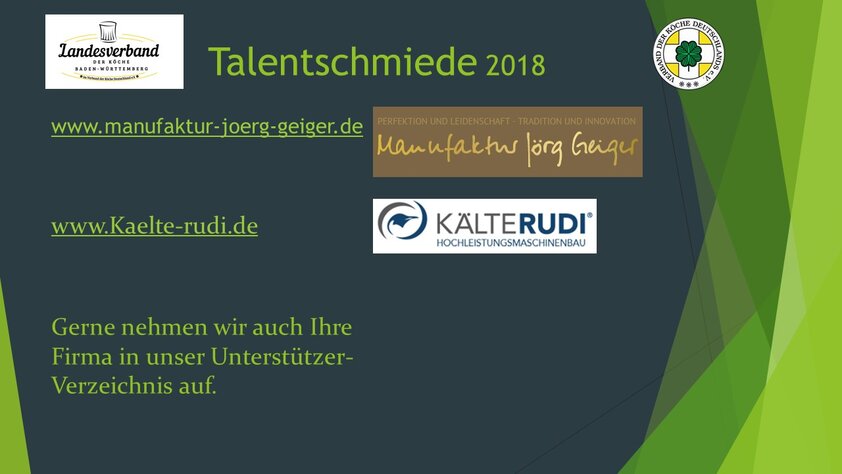 Landesverband
DER KÖCHE
BADEN-WÜRTTEMBERG
Talentschmiede 2018
VERBAND DER KÖCHE DEUTSCHLANDS e.V.
www.manufaktur-joerg-geiger.de
PERFEKTION UND LEIDENSCHAFT - TRADITION UND INNOVATION
Manufaktur Jörg Geiger
www.Kaelte-rudi.de
KÄLTERUDI®
HOCHLEISTUNGSMASCHINENBAU
Gerne nehmen wir auch Ihre
Firma in unser Unterstützer-
Verzeichnis auf.